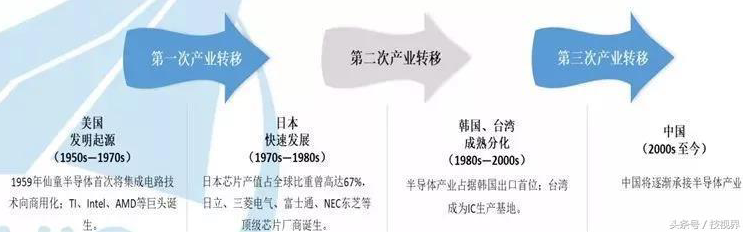 第一次产业转移
第二次产业转移
第三次产业转移
美国
发明起源
(1950s—1970s)
1959年仙童半导体首次将集成电路技
术向商用化；TI、Intel、AMD等巨头诞
生。
日本
快速发展
(1970s—1980s)
日本芯片产值占全球比重曾高达67%，
日立、三菱电气、富士通、NEC东芝等
顶级芯片厂商诞生。
韩国、台湾
成熟分化
(1980s—2000s)
半导体产业占据韩国出口首位；台湾
成为IC生产基地。
中国
(2000s 至今)
中国将逐渐承接半导体产业
头条号 / 技视界